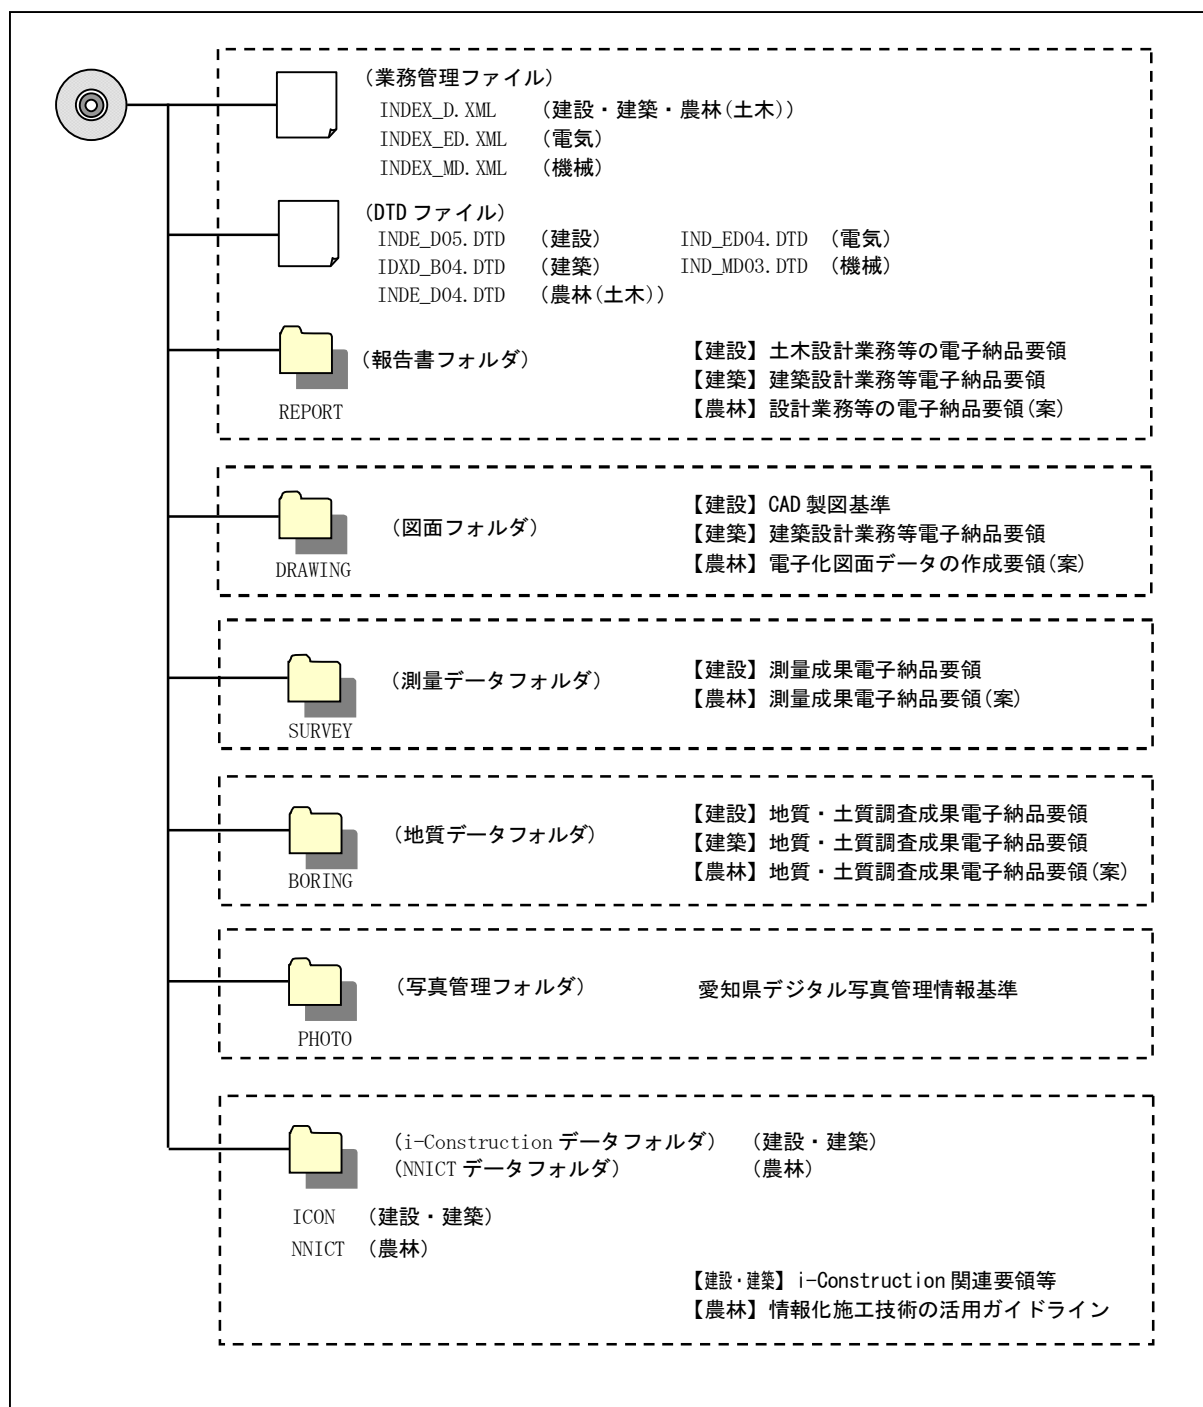 (業務管理ファイル)
INDEX_D.XML (建設・建築・農林(土木))
INDEX_ED.XML (電気)
INDEX_MD.XML (機械)
(DTD ファイル)
INDE_D05.DTD (建設) IND_ED04.DTD (電気)
IDXD_B04.DTD (建築) IND_MD03.DTD (機械)
INDE_D04.DTD (農林(土木))
(報告書フォルダ)
REPORT
【建設】土木設計業務等の電子納品要領
【建築】建築設計業務等電子納品要領
【農林】設計業務等の電子納品要領(案)
(図面フォルダ)
DRAWING
【建設】CAD 製図基準
【建築】建築設計業務等電子納品要領
【農林】電子化図面データの作成要領(案)
(測量データフォルダ)
SURVEY
【建設】測量成果電子納品要領
【農林】測量成果電子納品要領(案)
(地質データフォルダ)
BORING
【建設】地質・土質調査成果電子納品要領
【建築】地質・土質調査成果電子納品要領
【農林】地質・土質調査成果電子納品要領(案)
(写真管理フォルダ) 愛知県デジタル写真管理情報基準
PHOTO
(i-Construction データフォルダ) (建設・建築)
(NNICT データフォルダ) (農林)
ICON (建設・建築)
NNICT (農林)
【建設・建築】i-Construction 関連要領等
【農林】情報化施工技術の活用ガイドライン